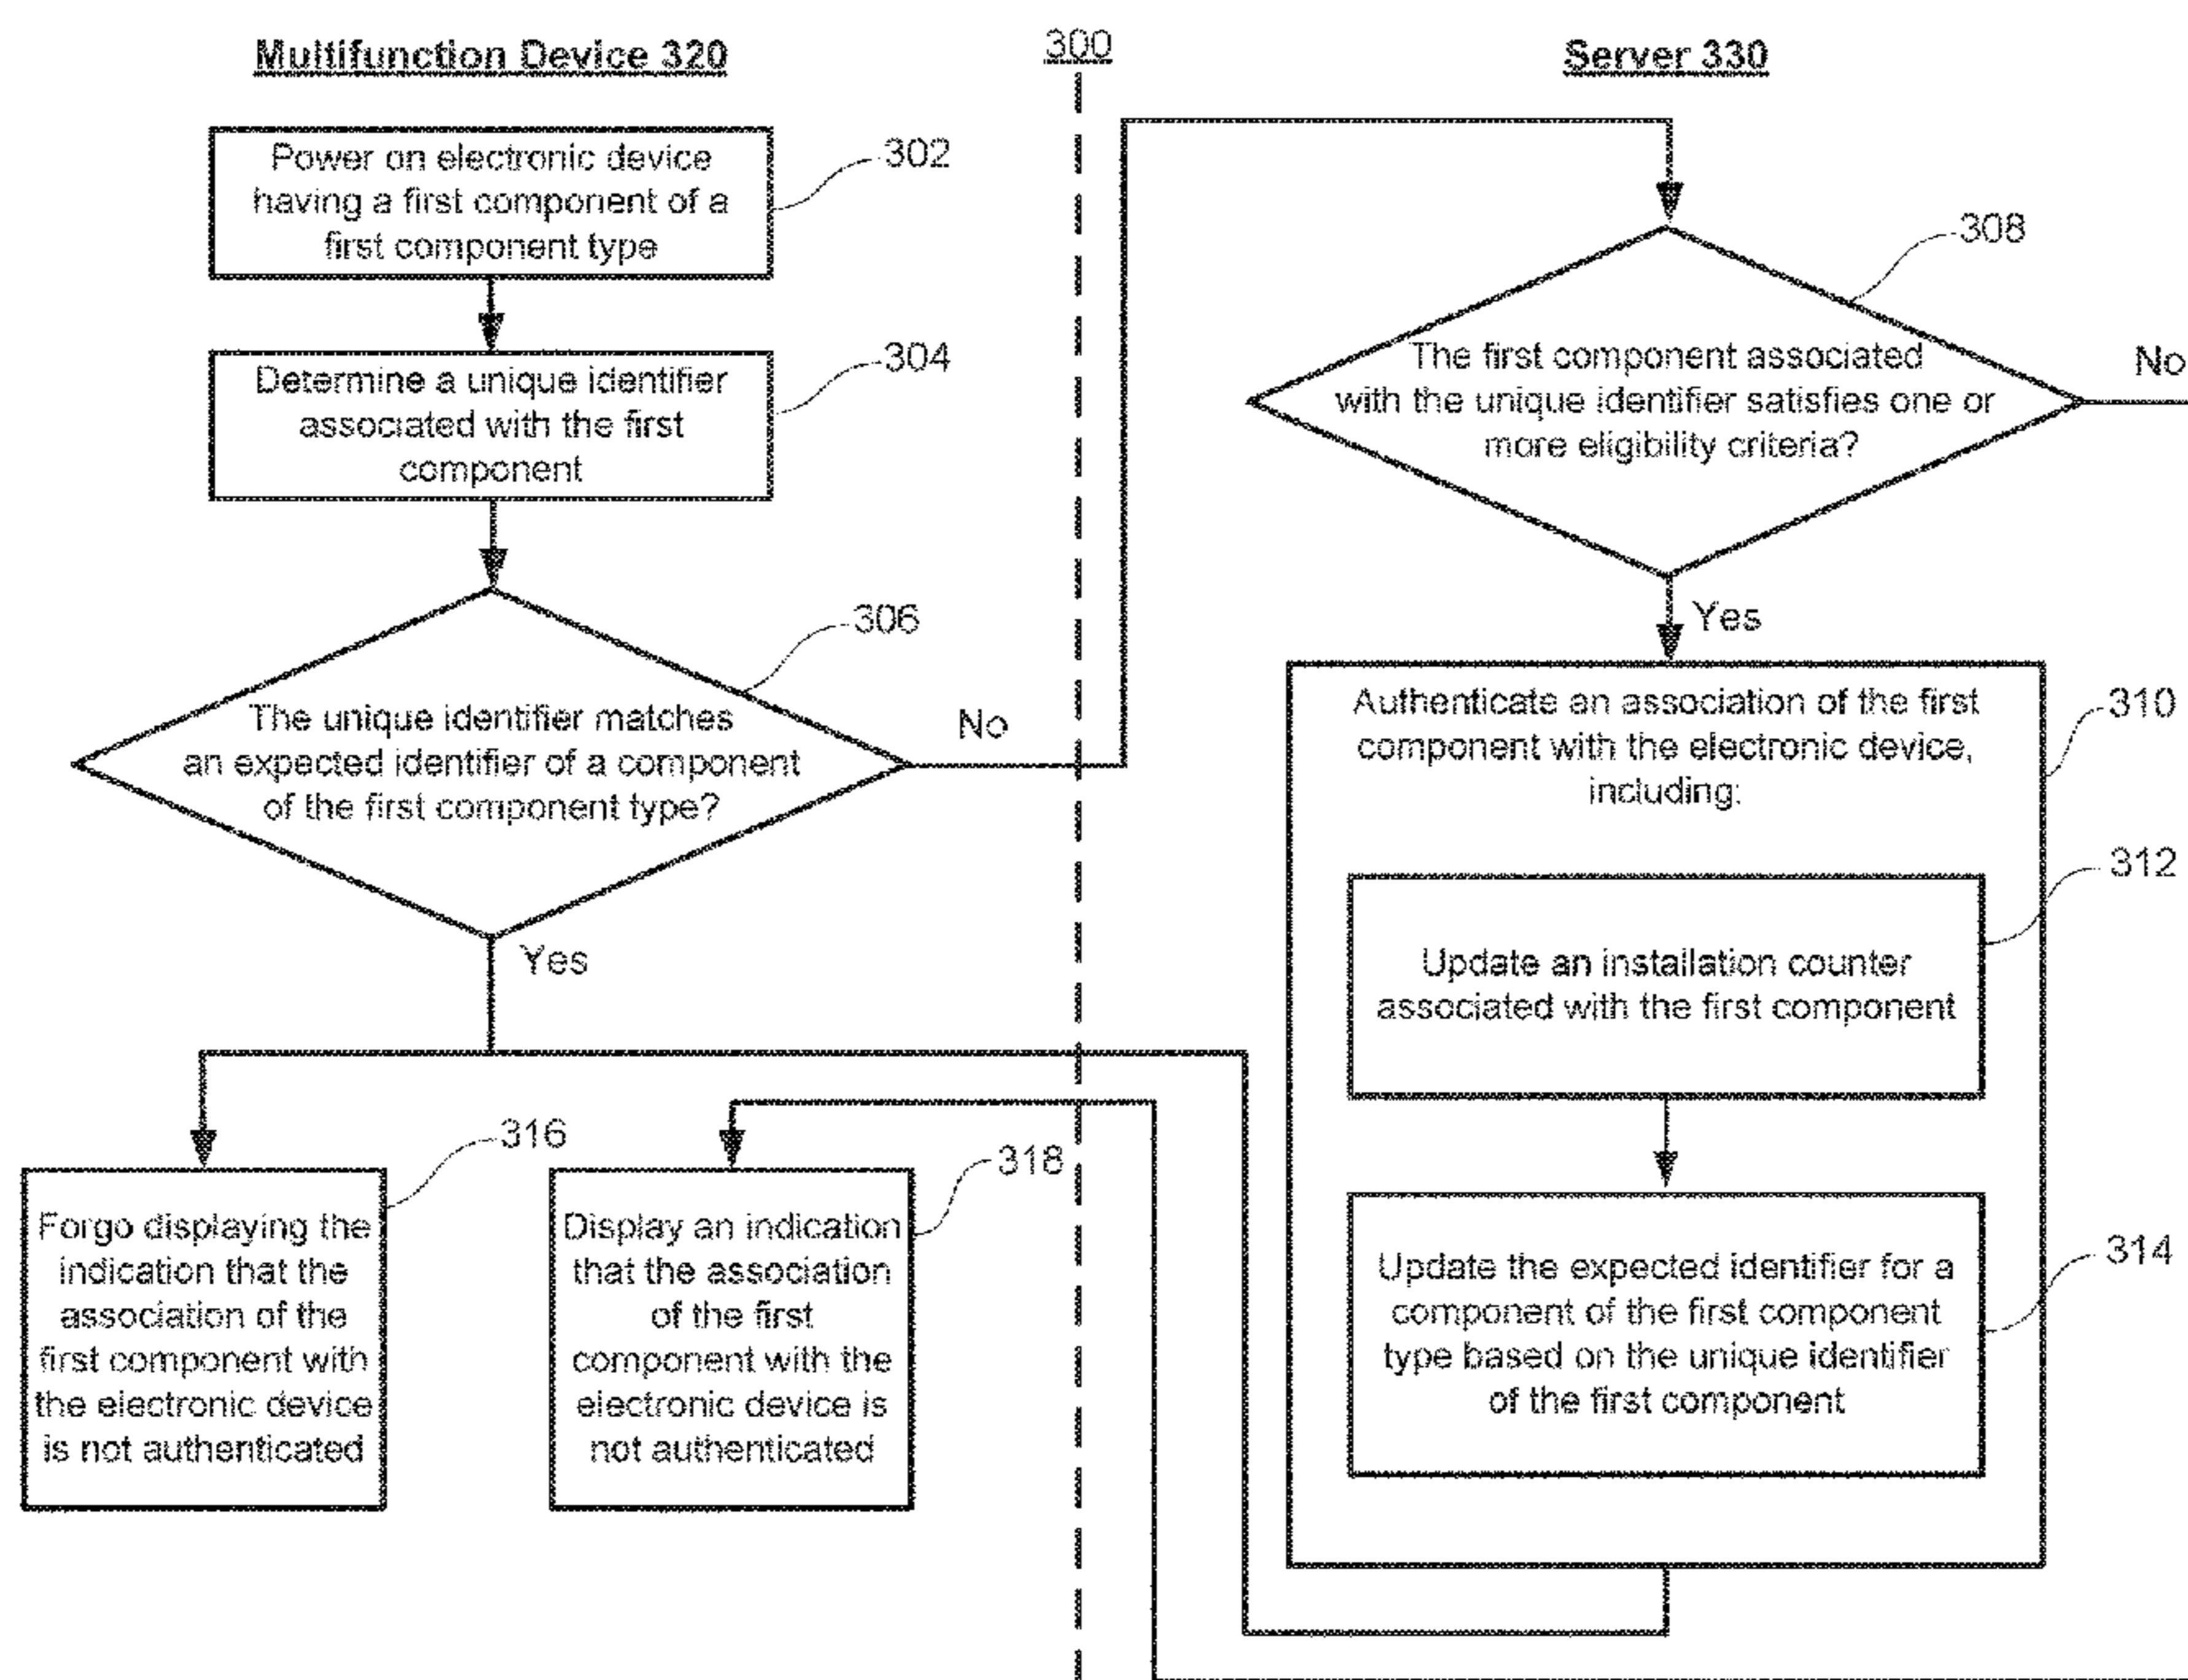 Multifunction Device 320
300
Server 330
Power on electronic device
having a first component of a
first component type
302
Determine a unique identifier
associated with the first
component
304
The unique identifier matches
an expected identifier of a component
of the first component type?
306
No
Yes
The first component associated
with the unique identifier satisfies one or
more eligibility criteria?
308
No
Yes
Authenticate an association of the first
component with the electronic device,
including:
310
Update an installation counter
associated with the first component
312
Update the expected identifier for a
component of the first component
type based on the unique identifier
of the first component
314
Forgo displaying the
indication that the
association of the
first component with
the electronic device
is not authenticated
316
Display an indication
that the association
of the first
component with the
electronic device is
not authenticated
318